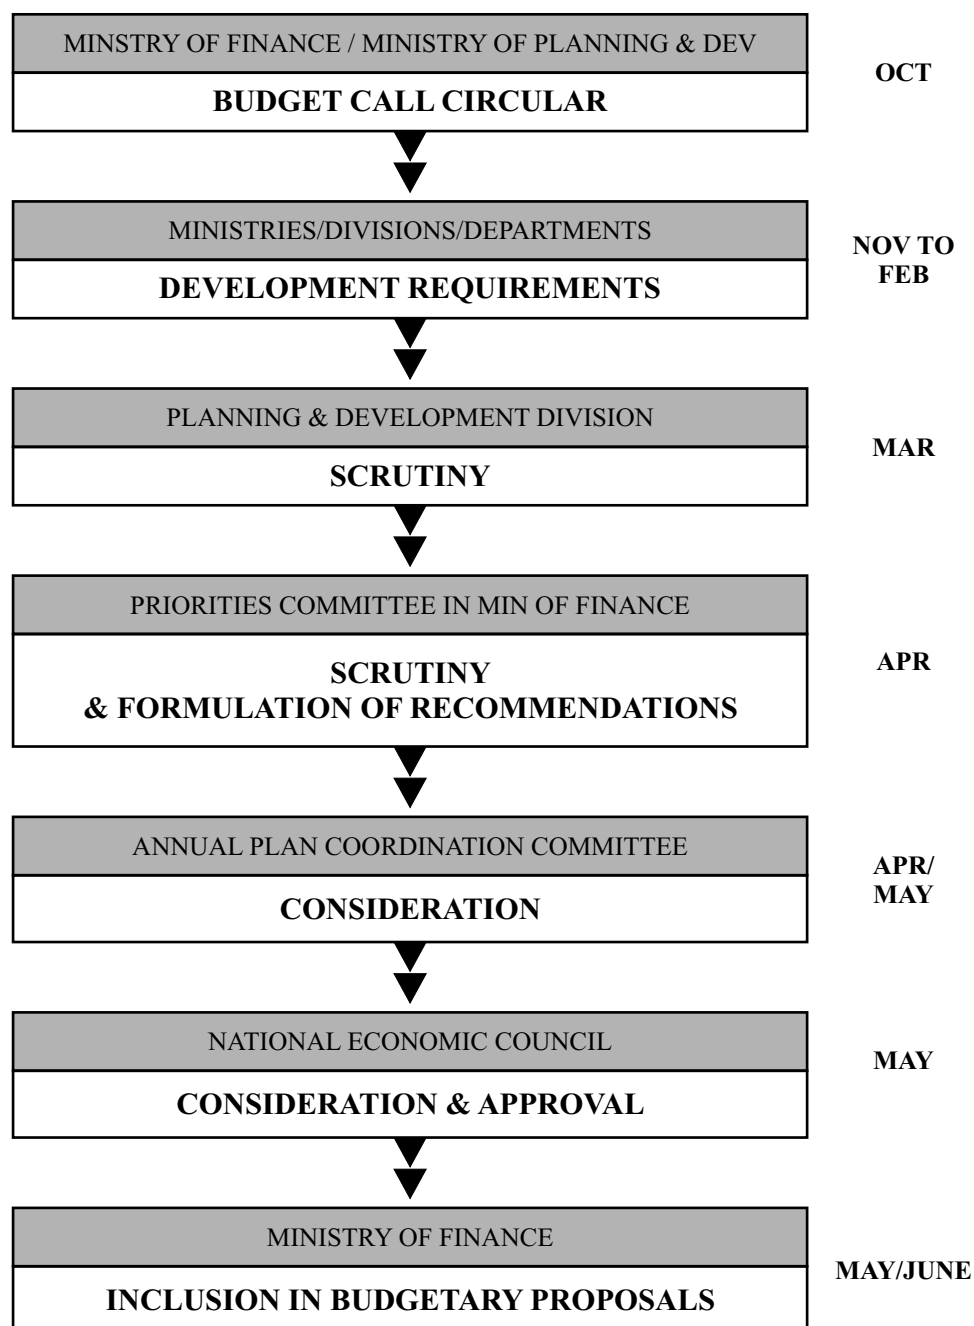 MINSTRY OF FINANCE / MINISTRY OF PLANNING & DEV
BUDGET CALL CIRCULAR
OCT
MINISTRIES/DIVISIONS/DEPARTMENTS
DEVELOPMENT REQUIREMENTS
NOV TO
FEB
PLANNING & DEVELOPMENT DIVISION
SCRUTINY
MAR
PRIORITIES COMMITTEE IN MIN OF FINANCE
SCRUTINY
& FORMULATION OF RECOMMENDATIONS
APR
ANNUAL PLAN COORDINATION COMMITTEE
CONSIDERATION
APR/
MAY
NATIONAL ECONOMIC COUNCIL
CONSIDERATION & APPROVAL
MAY
MINISTRY OF FINANCE
INCLUSION IN BUDGETARY PROPOSALS
MAY/JUNE